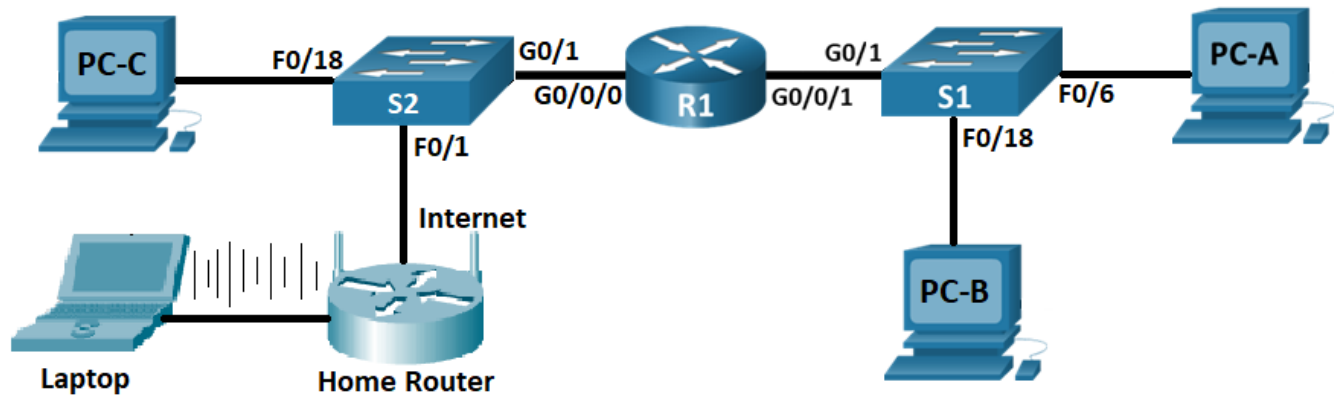 PC-C
F0/18
S2
G0/1
G0/0/0
R1
G0/1
G0/0/1
S1
F0/6
PC-A
F0/1
F0/18
Internet
PC-B
Laptop
Home Router